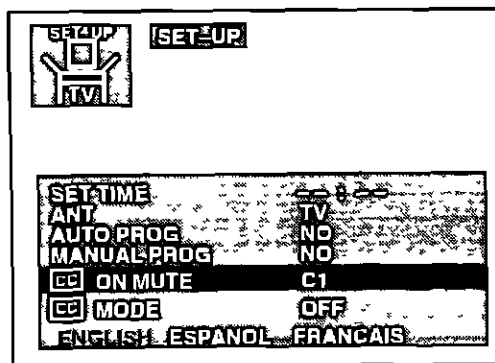 SET-UP SET-UP
TV
SET TIME -- : --
ANT TV
AUTO PROG NO
MANUAL PROG NO
CC ON MUTE C1
CC MODE OFF
ENGLISH ESPANOL FRANCAIS